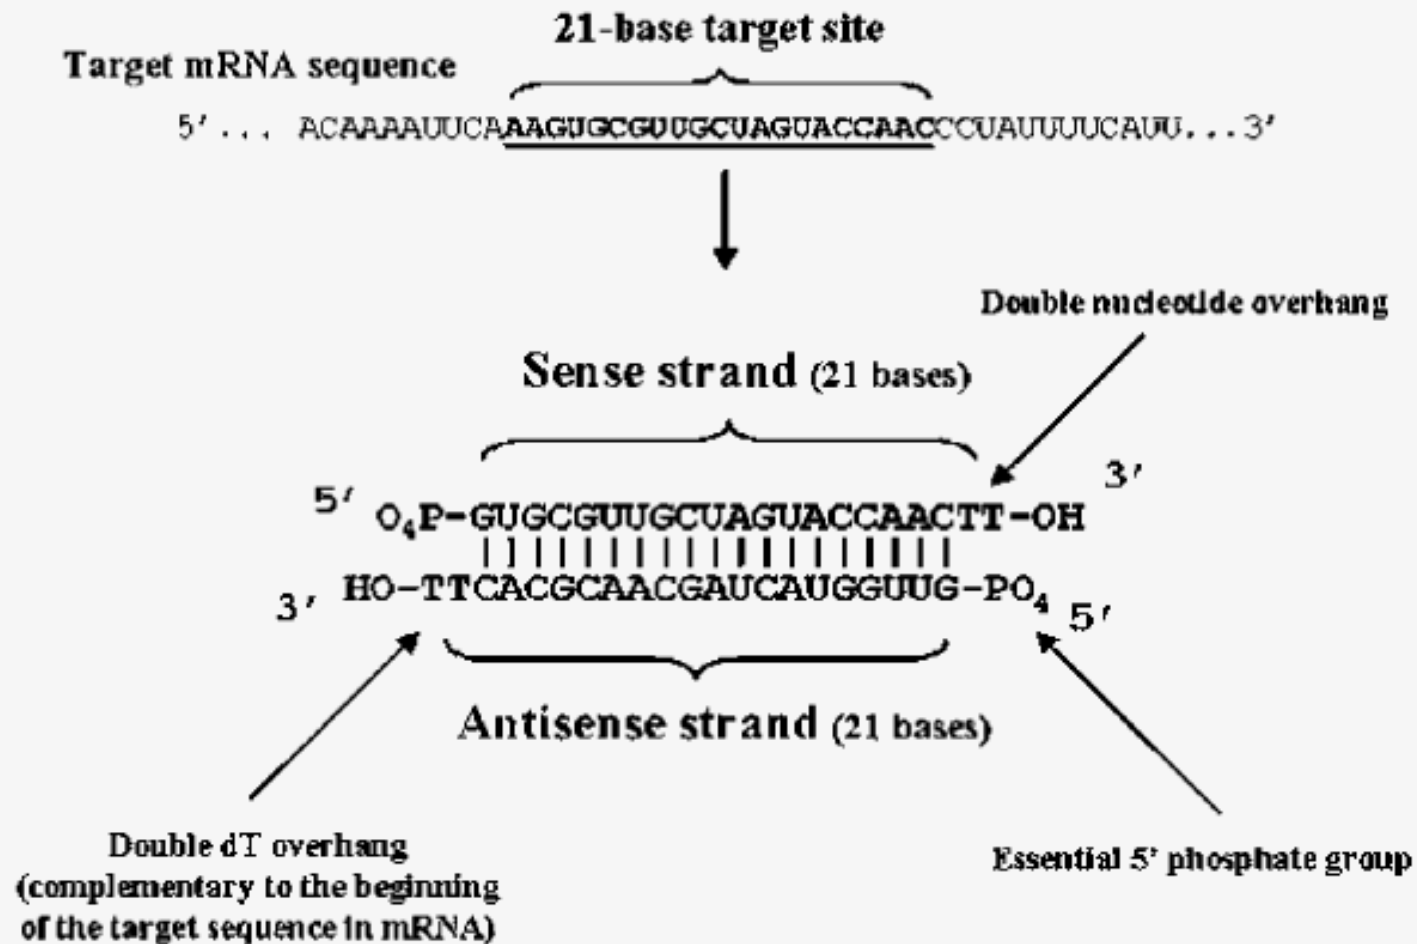 21-base target site
Target mRNA sequence
5' ... ACAAAAUUCAAAGUGCGUUGCUAGUACCAACCCUAUUUUCAUU...3'
Double nucleotide overhang
Sense strand (21 bases)
3'
5' O4P-GUGCGUUGCUAGUACCAACTT-OH
3' HO-TTCACGCAACGAUCAUGGUUG-PO4 5'
Antisense strand (21 bases)
Double dT overhang
(complementary to the beginning
of the target sequence in mRNA)
Essential 5' phosphate group